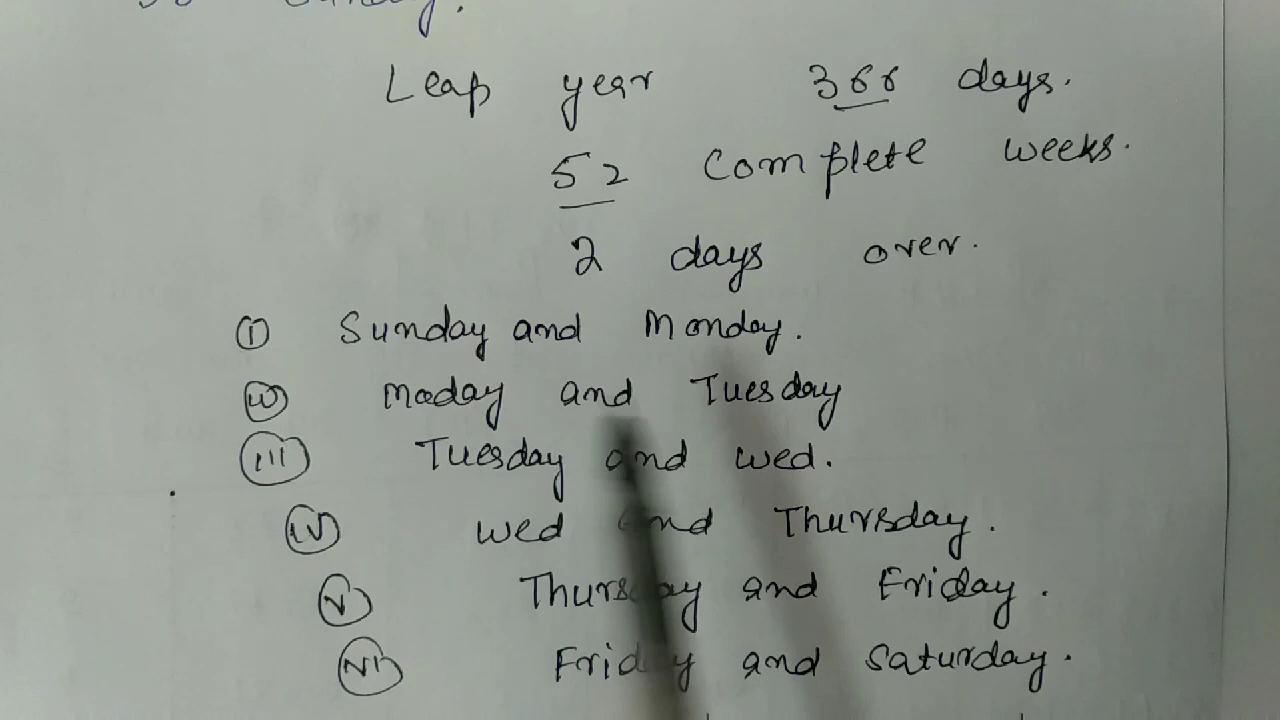 Leap year 366 days.
52 complete weeks.
2 days over.
(i) Sunday and Monday.
(ii) Moday and Tuesday
(iii) Tuesday and wed.
(iv) wed and Thursday.
(v) Thursday and Friday.
(vi) Friday and Saturday.